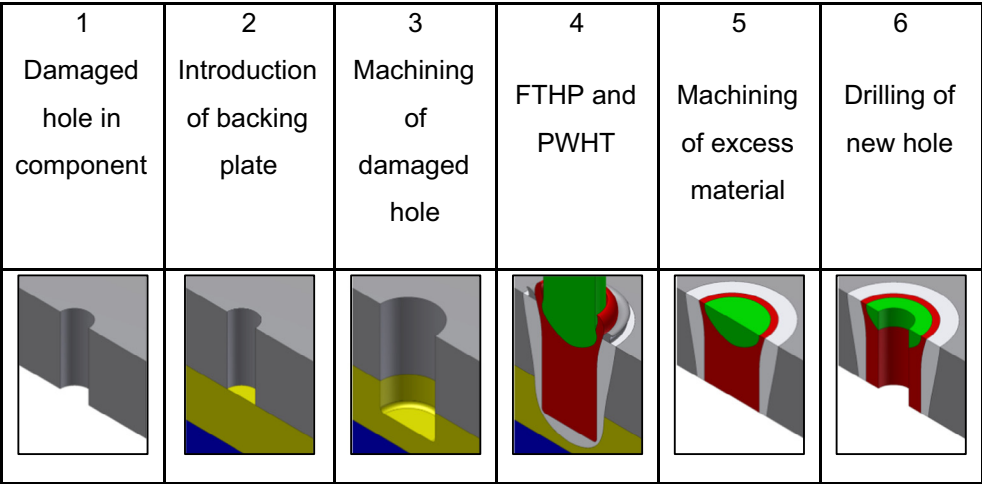 1
Damaged
hole in
component
2
Introduction
of backing
plate
3
Machining
of
damaged
hole
4
FTHP and
PWHT
5
Machining
of excess
material
6
Drilling of
new hole